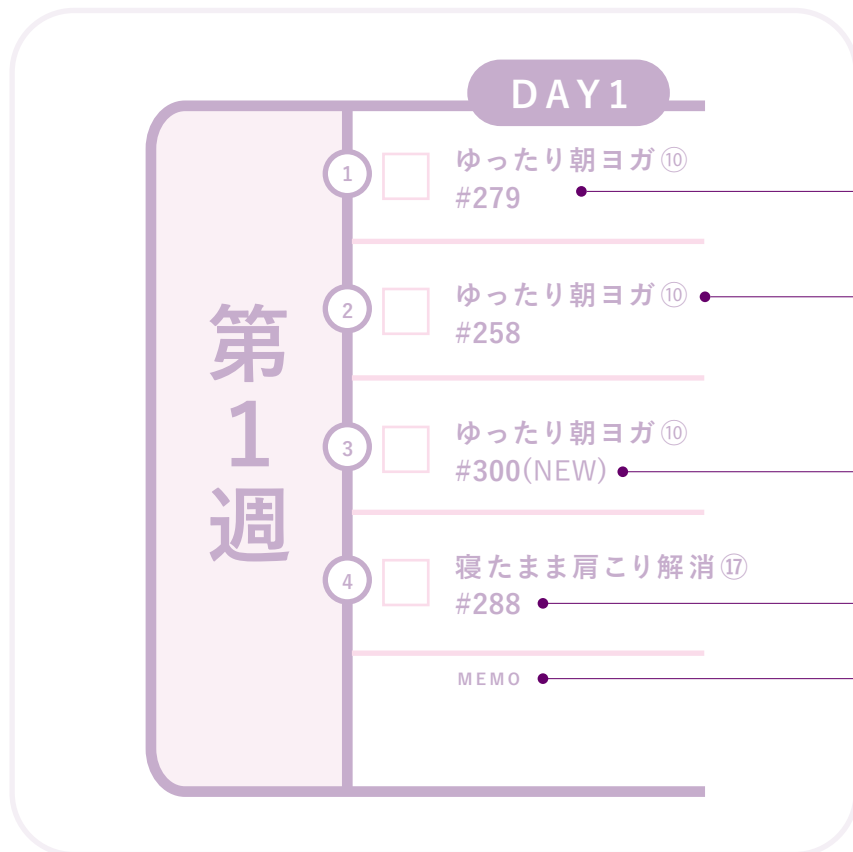 DAY1
第1週
1
ゆったり朝ヨガ⑩
#279
2
ゆったり朝ヨガ⑩
#258
3
ゆったり朝ヨガ⑩
#300(NEW)
4
寝たまま肩こり解消⑰
#288
MEMO